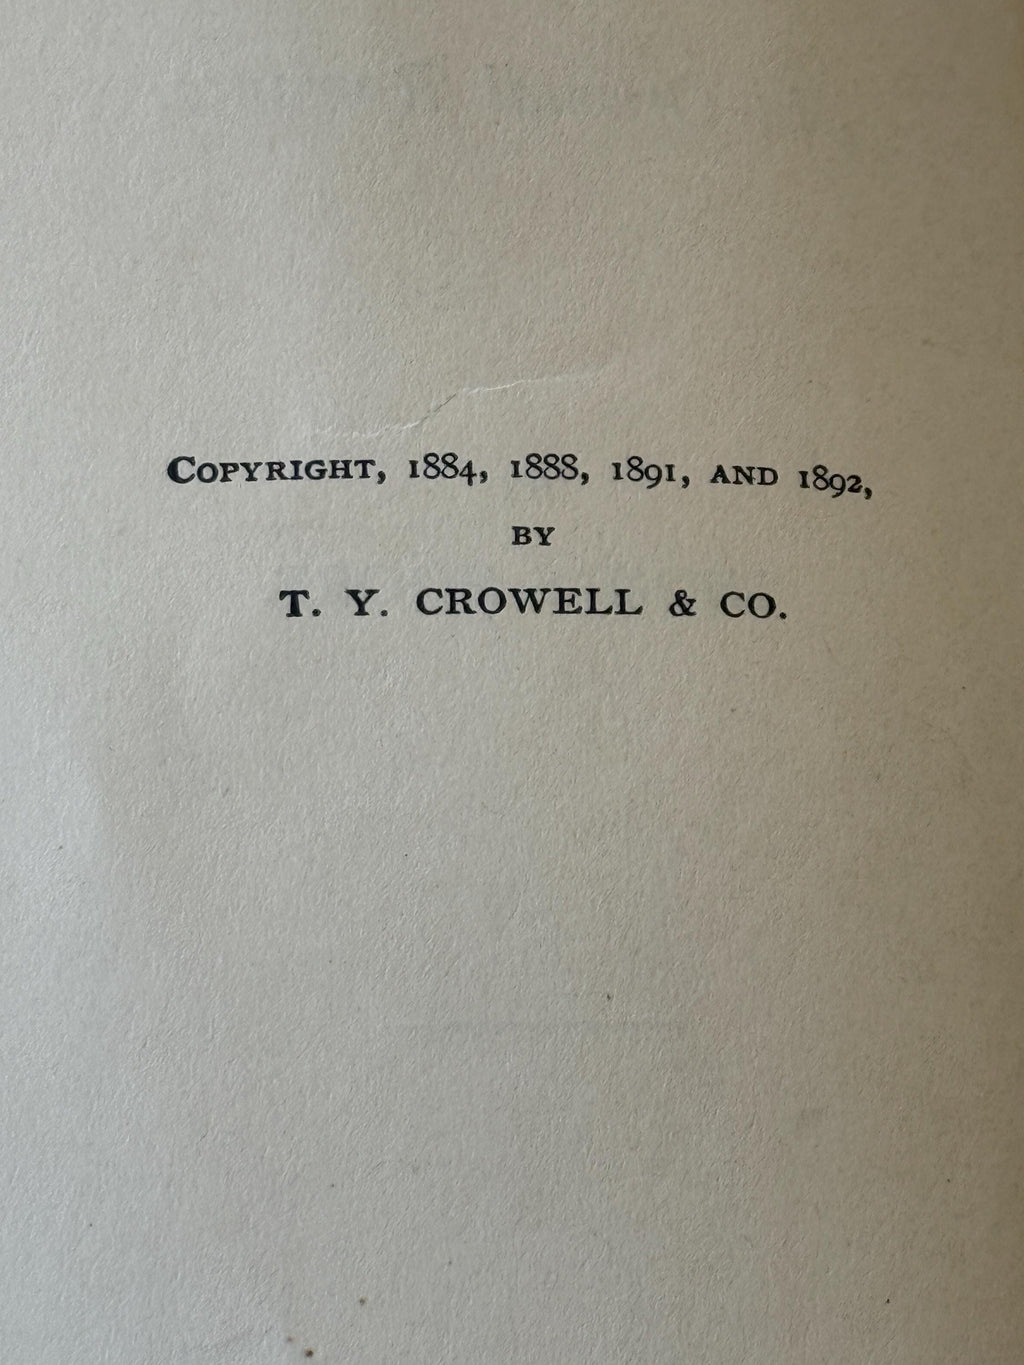 COPYRIGHT, 1884, 1888, 1891, AND 1892,
BY
T. Y. CROWELL & CO.